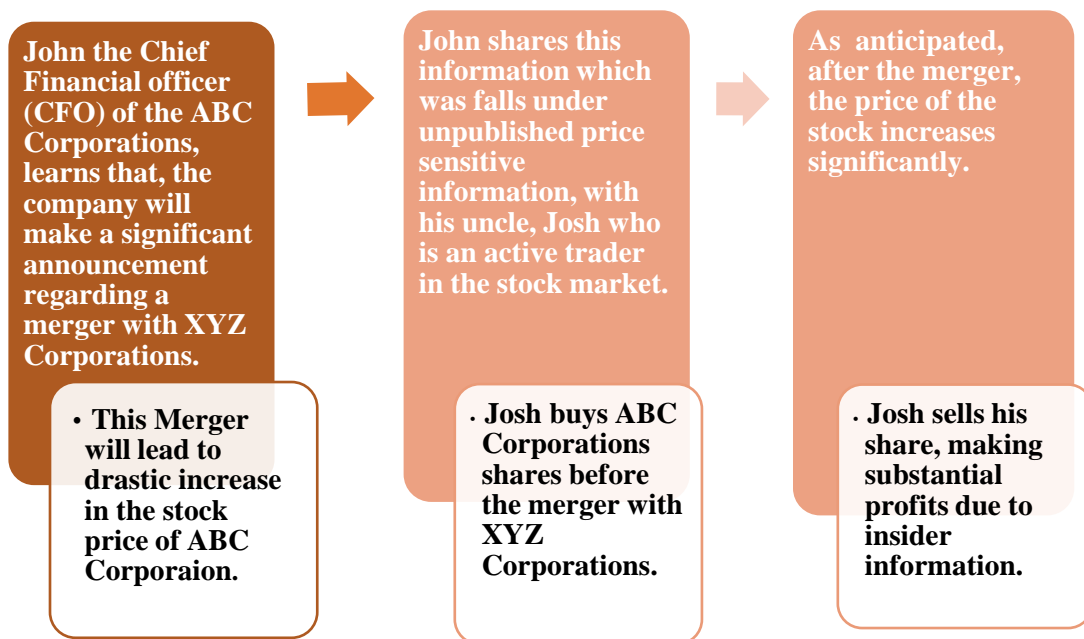 John the Chief
Financial officer
(CFO) of the ABC
Corporations,
learns that, the
company will
make a significant
announcement
regarding a
merger with XYZ
Corporations.
• This Merger
will lead to
drastic increase
in the stock
price of ABC
Corporaion.
John shares this
information which
was falls under
unpublished price
sensitive
information, with
his uncle, Josh who
is an active trader
in the stock market.
· Josh buys ABC
Corporations
shares before
the merger with
XYZ
Corporations.
As anticipated,
after the merger,
the price of the
stock increases
significantly.
· Josh sells his
share, making
substantial
profits due to
insider
information.